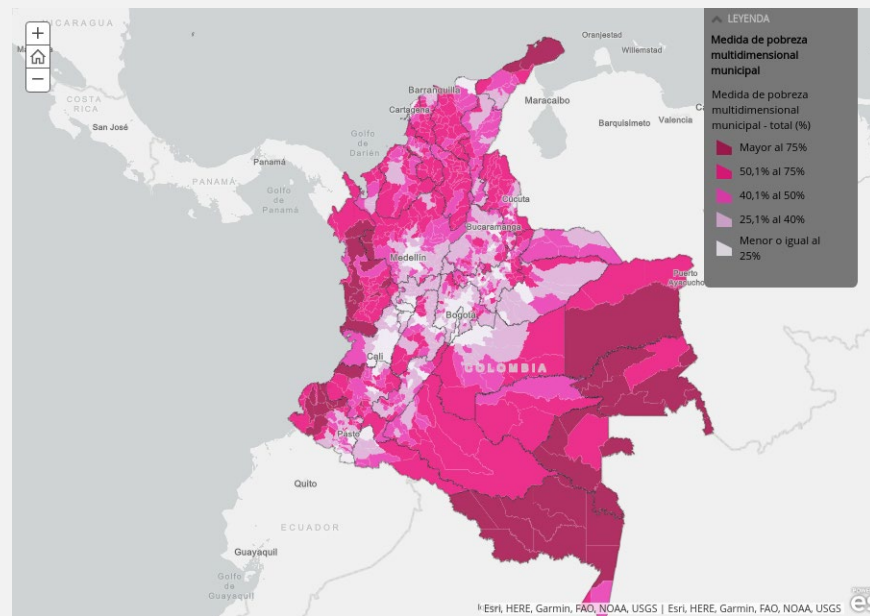 NICARAGUA
+
−
COSTA
RICA
San José
PANAMÁ
Panamá
Golfo
de Panamá
Golfo
de
Darién
Oranjestad
Willemstad
Barranquilla
Cartagena
Maracaibo
Barquisimeto
Valencia
Cúcuta
Bucaramanga
Medellín
Puerto
Ayacucho
Bogotá
Cali
COLOMBIA
Pasto
Quito
ECUADOR
Guayaquil
Golfo
de
Guayaquil
LEYENDA
Medida de pobreza
multidimensional
municipal
Medida de pobreza
multidimensional
municipal - total (%)
Mayor al 75%
50,1% al 75%
40,1% al 50%
25,1% al 40%
Menor o igual al
25%
Esri, HERE, Garmin, FAO, NOAA, USGS | Esri, HERE, Garmin, FAO, NOAA, USGS